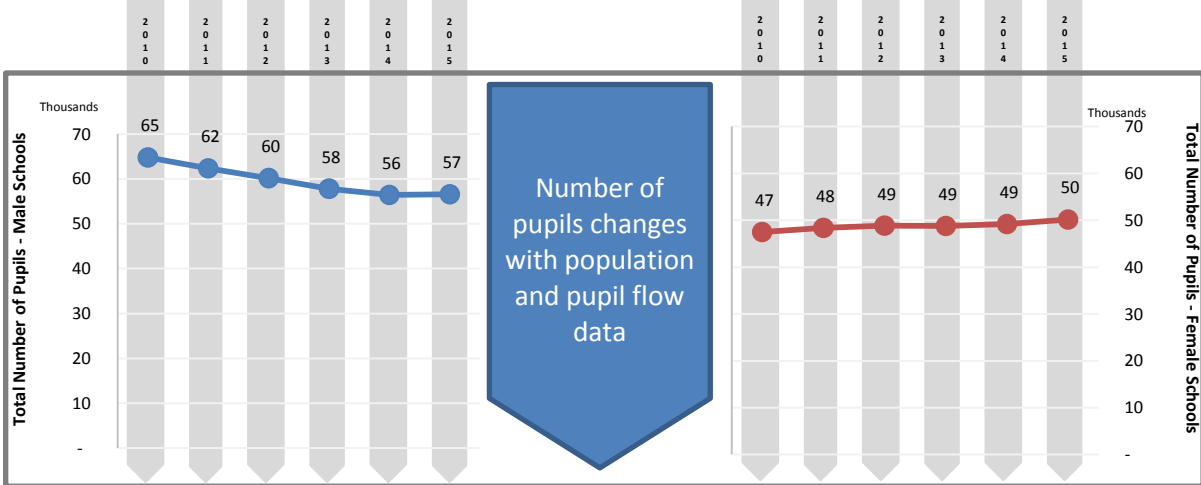 2010 2011 2012 2013 2014 2015
2010 2011 2012 2013 2014 2015
Total Number of Pupils - Male Schools
Thousands
70
60
50
40
30
20
10
-
65 62 60 58 56 57
Number of
pupils changes
with population
and pupil flow
data
47 48 49 49 49 50
Thousands
70
60
50
40
30
20
10
-
Total Number of Pupils - Female Schools